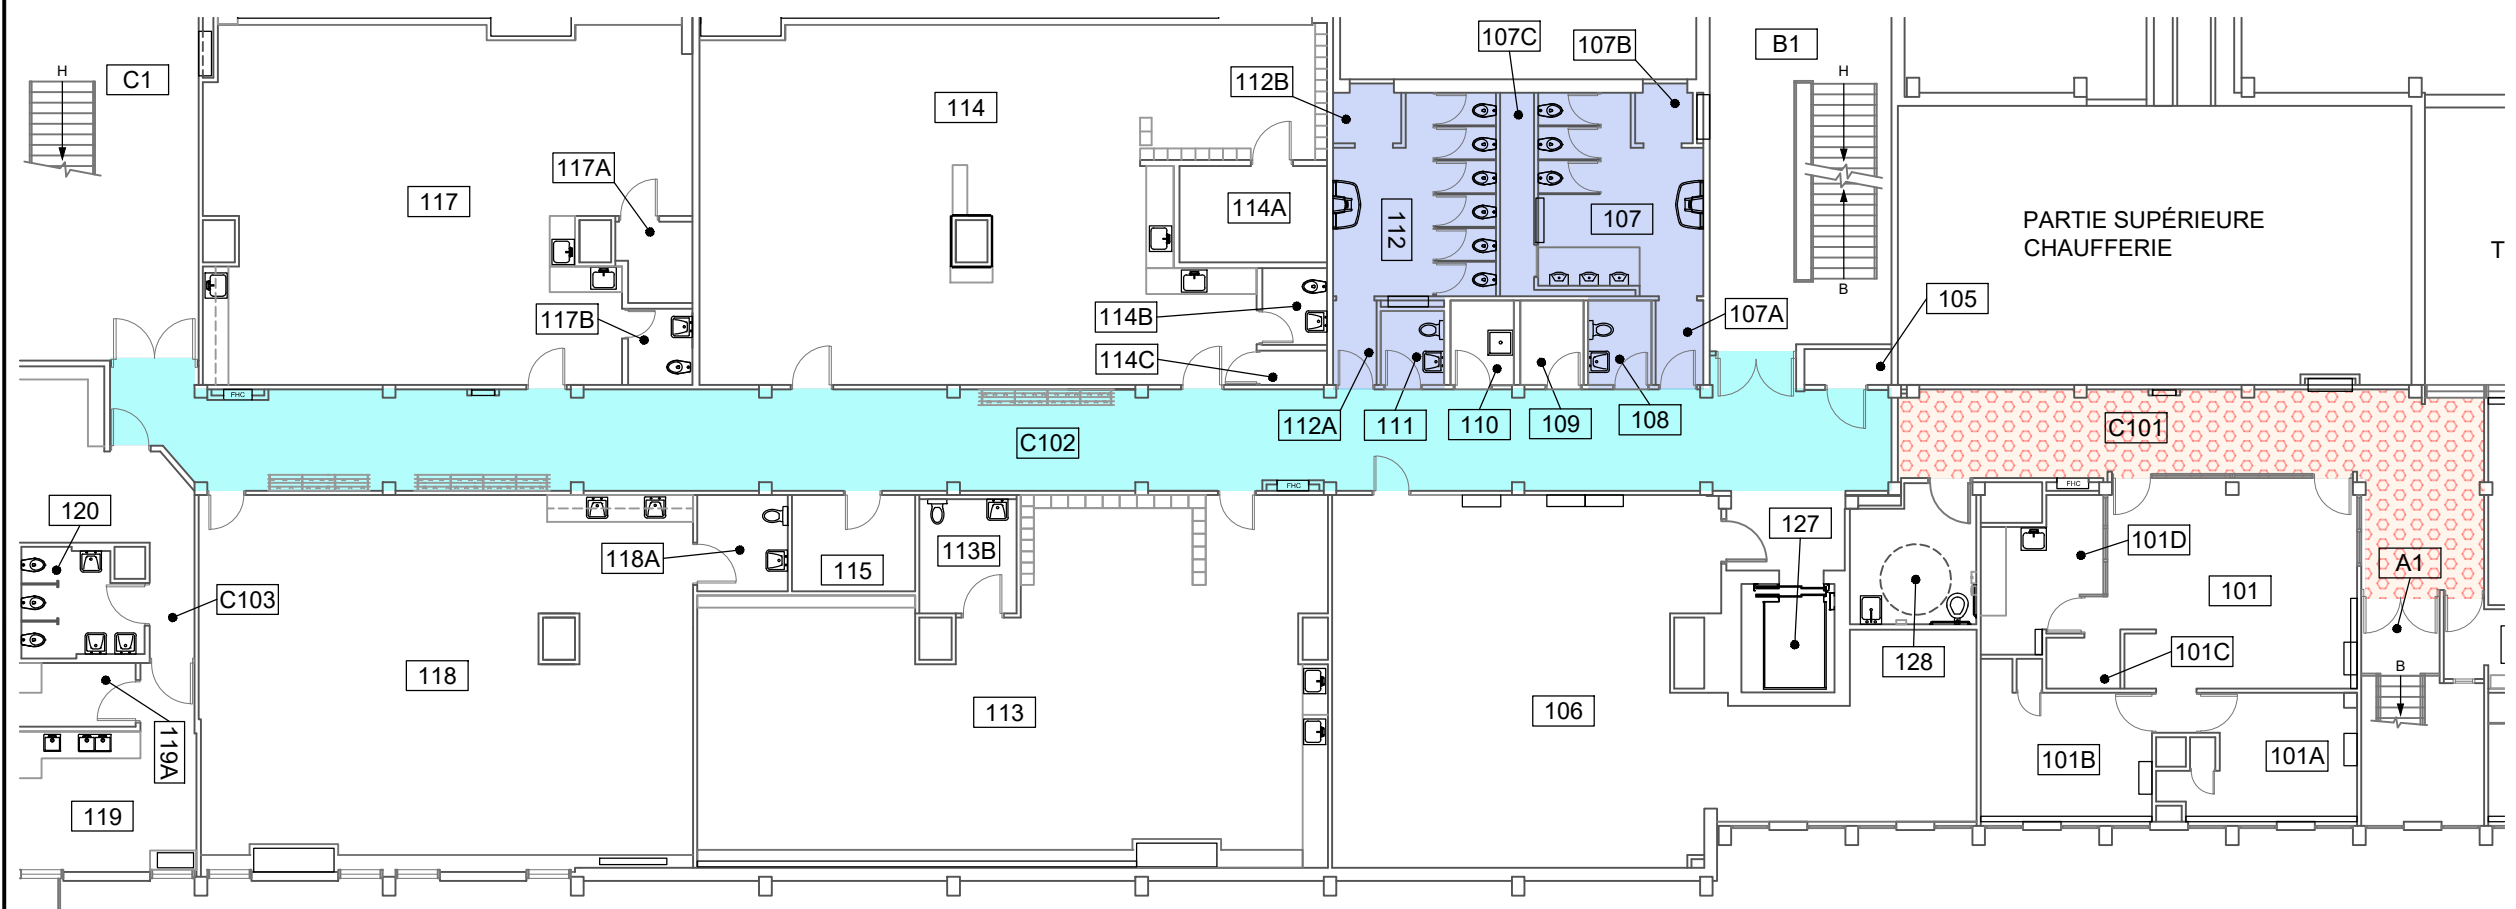 107C
107B
B1
H
C1
H
112B
114
117A
117
114A
112
107
PARTIE SUPÉRIEURE
CHAUFFERIE
T
B
105
117B
114B
107A
114C
FHC
112A
111
110
109
108
C101
C102
FHC
FHC
120
127
118A
113B
101D
115
A1
C103
101
128
101C
118
B
113
106
119A
101B
101A
119